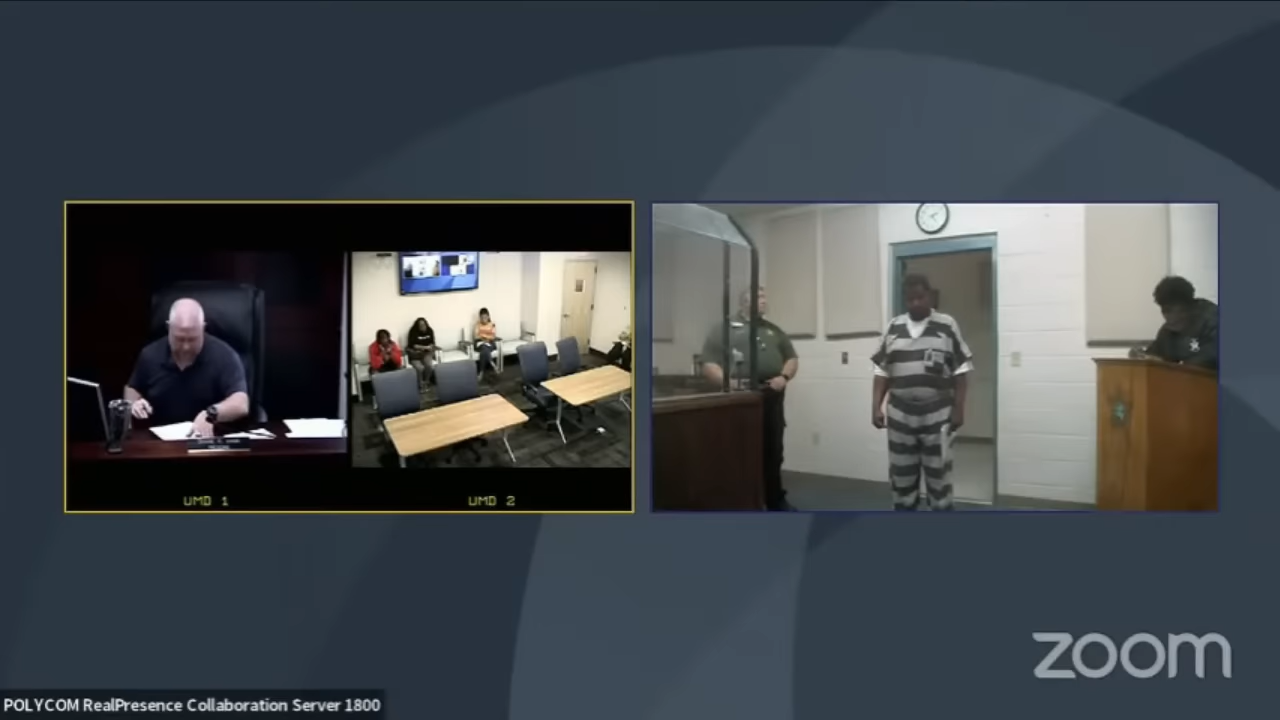 UMD 1
UMD 2
zoom
POLYCOM RealPresence Collaboration Server 1800